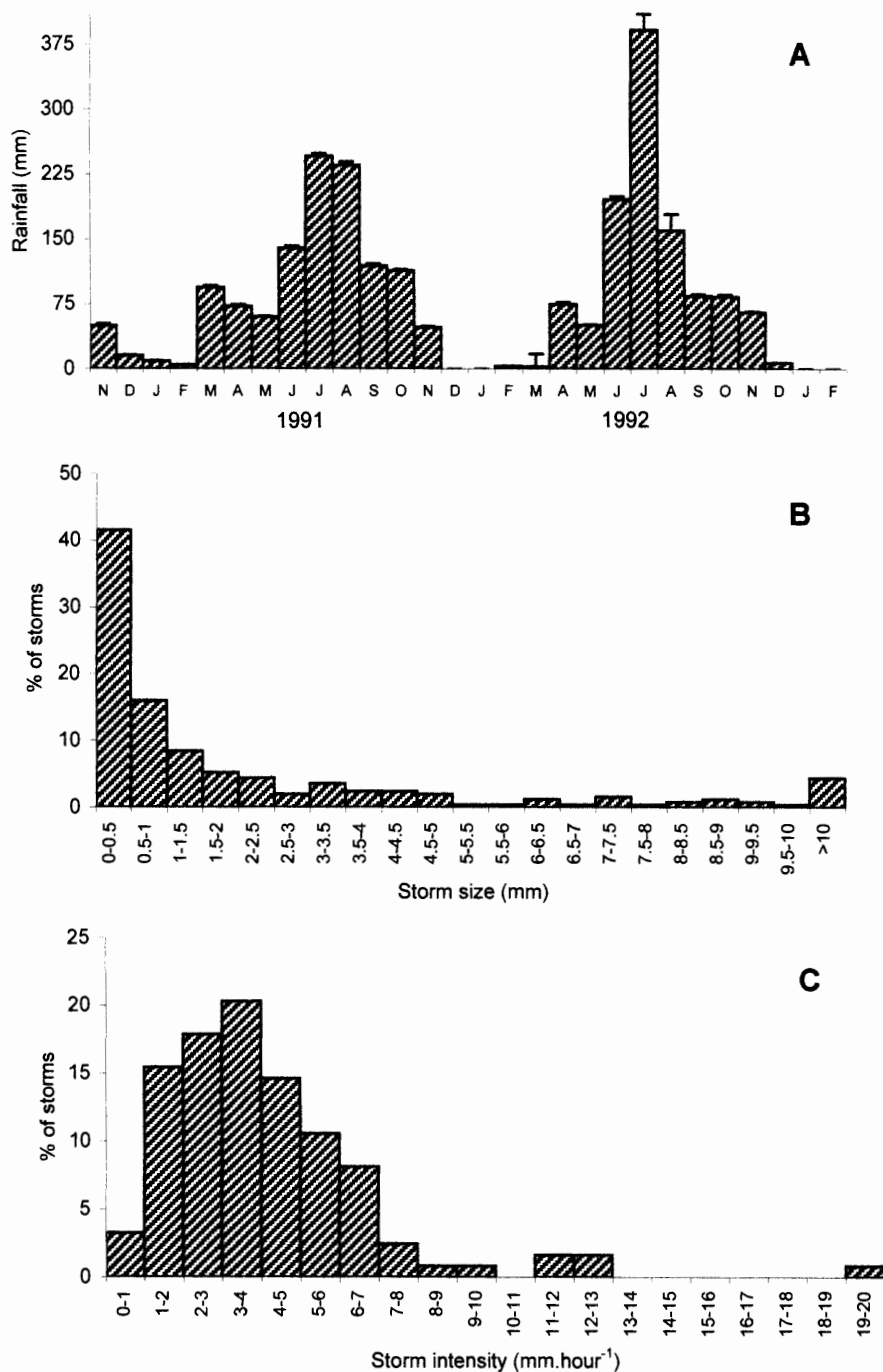 A
375
300
225
150
75
0
Rainfall (mm)
N D J F M A M J J A S O N D J F M A M J J A S O N D J F
1991 1992
B
50
40
30
20
10
0
% of storms
0-0.5 0.5-1 1-1.5 1.5-2 2-2.5 2.5-3 3-3.5 3.5-4 4-4.5 4.5-5 5-5.5 5.5-6 6-6.5 6.5-7 7-7.5 7.5-8 8-8.5 8.5-9 9-9.5 9.5-10 >10
Storm size (mm)
C
25
20
15
10
5
0
% of storms
0-1 1-2 2-3 3-4 4-5 5-6 6-7 7-8 8-9 9-10 10-11 11-12 12-13 13-14 14-15 15-16 16-17 17-18 18-19 19-20
Storm intensity (mm.hour⁻¹)